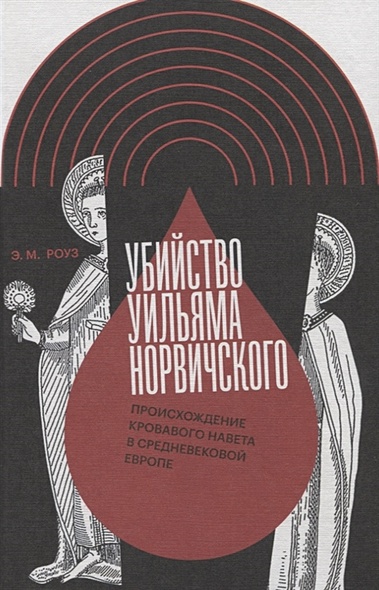 Э. М. РОУЗ
УБИЙСТВО
УИЛЬЯМА
НОРВИЧСКОГО
ПРОИСХОЖДЕНИЕ
КРОВАВОГО НАВЕТА
В СРЕДНЕВЕКОВОЙ
ЕВРОПЕ